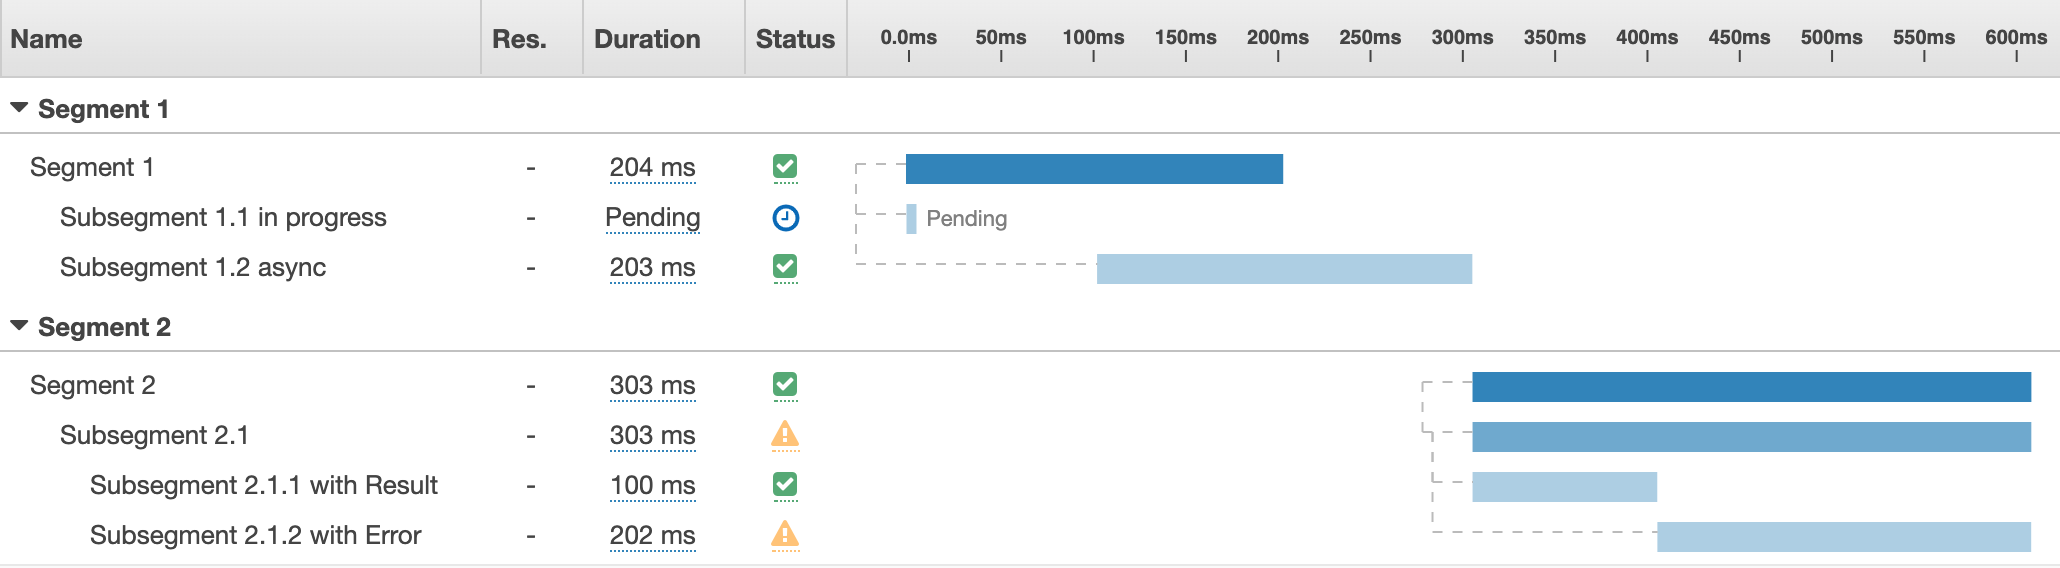 Name Res. Duration Status 0.0ms 50ms 100ms 150ms 200ms 250ms 300ms 350ms 400ms 450ms 500ms 550ms 600ms
Segment 1
Segment 1 - 204 ms
Subsegment 1.1 in progress - Pending Pending
Subsegment 1.2 async - 203 ms
Segment 2
Segment 2 - 303 ms
Subsegment 2.1 - 303 ms
Subsegment 2.1.1 with Result - 100 ms
Subsegment 2.1.2 with Error - 202 ms